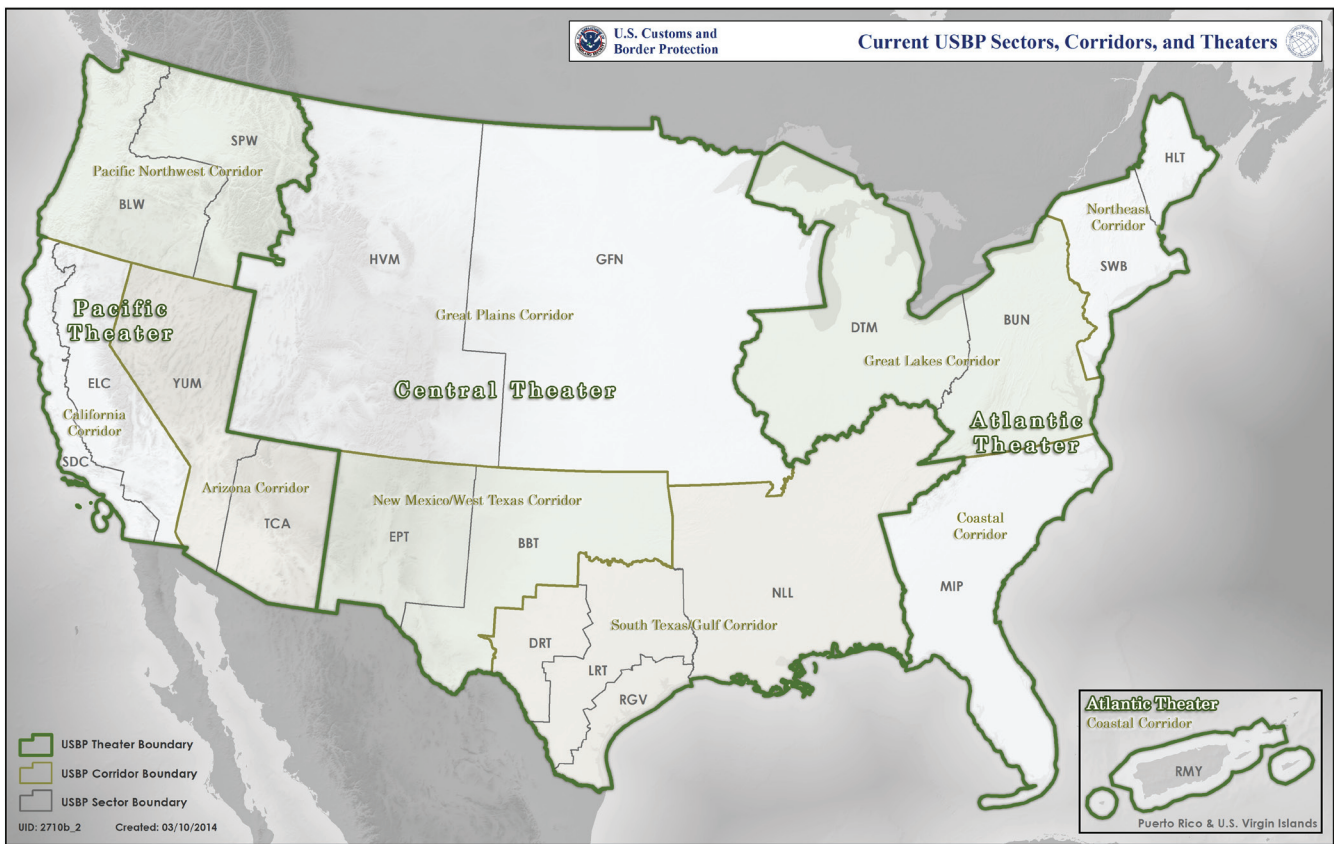 U.S. Customs and
Border Protection
Current USBP Sectors, Corridors, and Theaters
SPW
Pacific Northwest Corridor
BLW
HLT
Northeast
Corridor
SWB
HVM
GFN
Pacific
Theater
Great Plains Corridor
BUN
DTM
Great Lakes Corridor
ELC
YUM
Central Theater
California
Corridor
Atlantic
Theater
SDC
Arizona Corridor
TCA
New Mexico/West Texas Corridor
EPT
BBT
Coastal
Corridor
NLL
MIP
South Texas/Gulf Corridor
DRT
LRT
RGV
USBP Theater Boundary
USBP Corridor Boundary
USBP Sector Boundary
UID: 2710b_2 Created: 03/10/2014
Atlantic Theater
Coastal Corridor
RMY
Puerto Rico & U.S. Virgin Islands